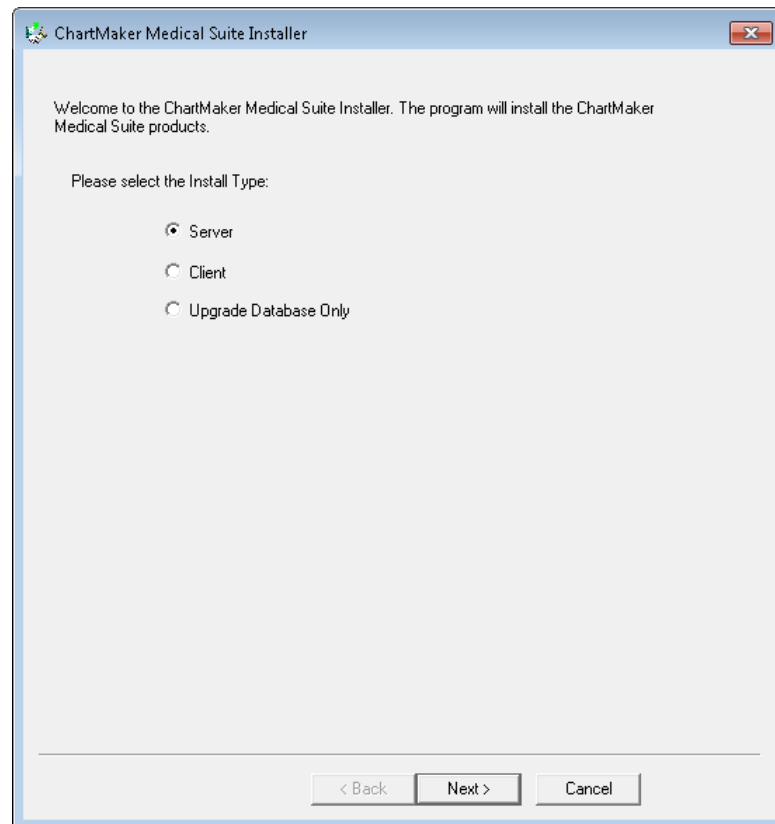 ChartMaker Medical Suite Installer
Welcome to the ChartMaker Medical Suite Installer. The program will install the ChartMaker
Medical Suite products.
Please select the Install Type:
Server
Client
Upgrade Database Only
< Back Next > Cancel